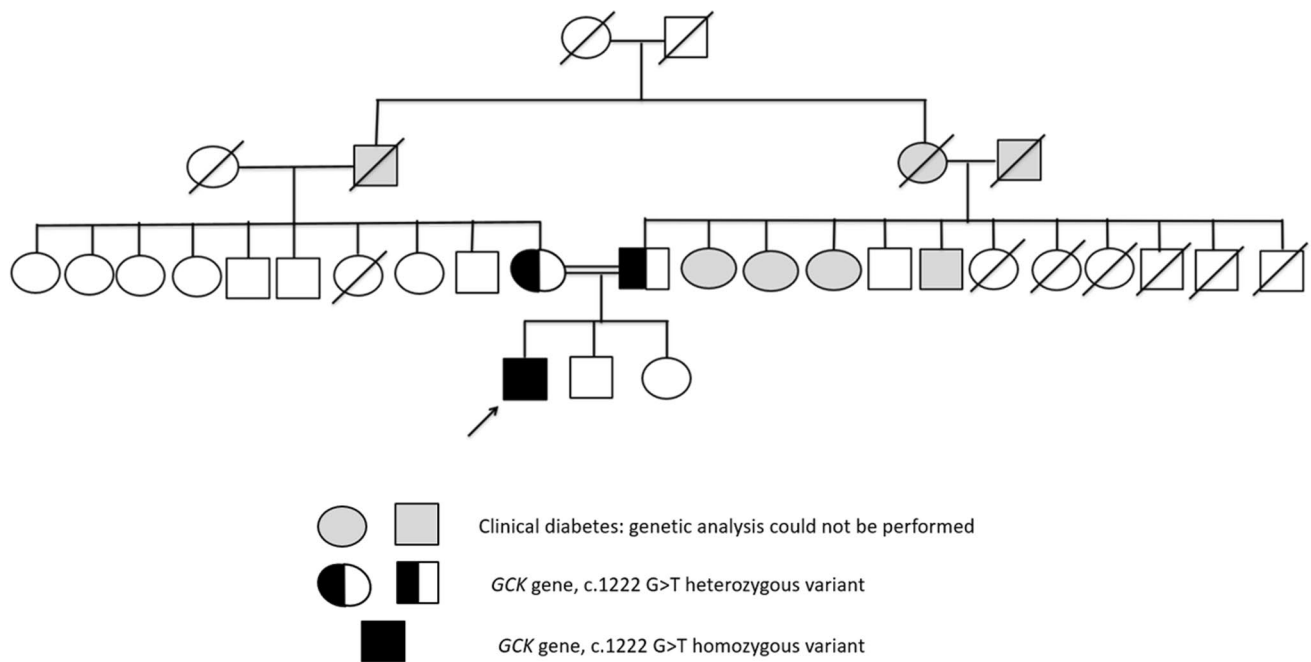 Clinical diabetes: genetic analysis could not be performed
GCK gene, c.1222 G>T heterozygous variant
GCK gene, c.1222 G>T homozygous variant